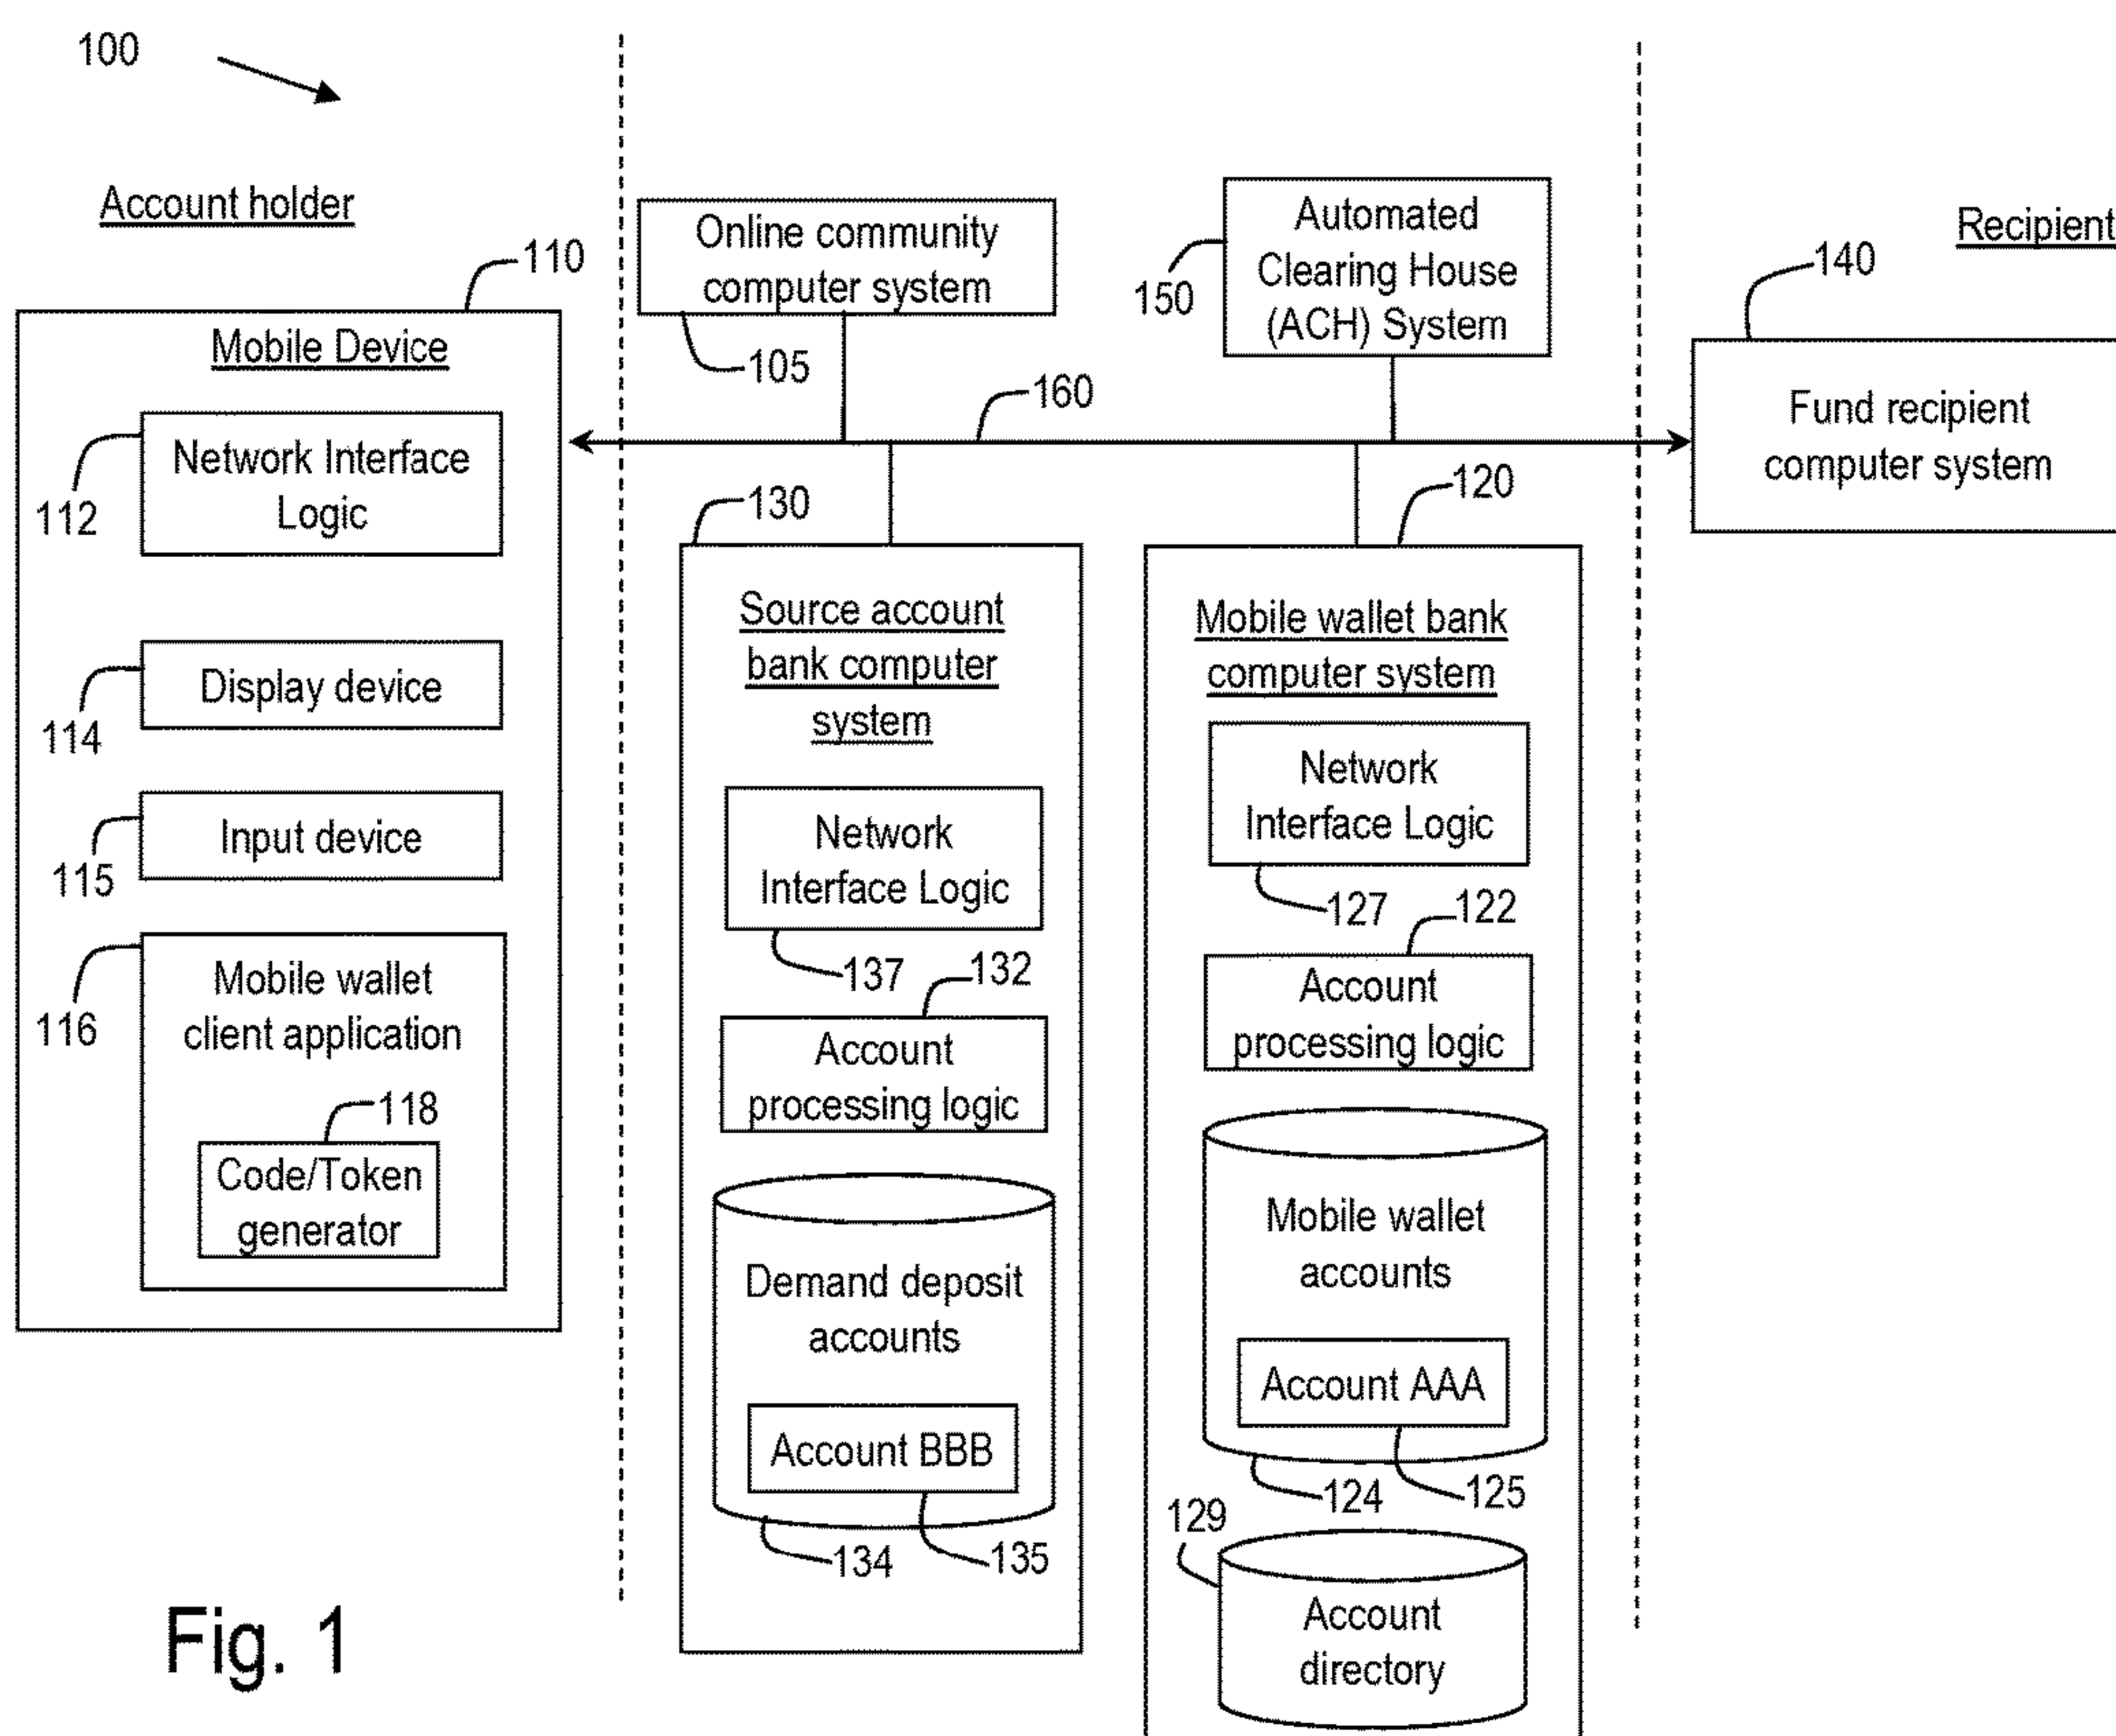 100
Account holder
110
Mobile Device
Network Interface
Logic
112
Display device
114
Input device
115
Mobile wallet
client application
116
118
Code/Token
generator
Online community
computer system
105
Automated
Clearing House
(ACH) System
150
160
Recipient
140
Fund recipient
computer system
130
Source account
bank computer
system
Network
Interface Logic
137
132
Account
processing logic
Demand deposit
accounts
Account BBB
134
135
120
Mobile wallet bank
computer system
Network
Interface Logic
127
122
Account
processing logic
Mobile wallet
accounts
Account AAA
124
125
129
Account
directory
Fig. 1